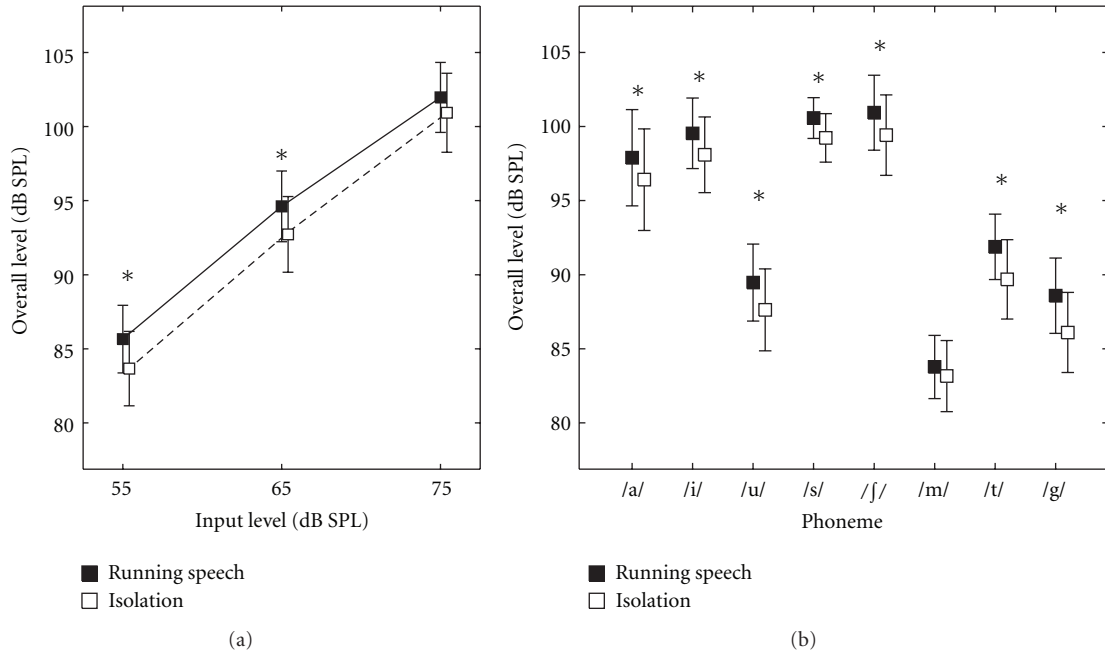 105
100
95
90
85
80
Overall level (dB SPL)
*
*
55
65
75
Input level (dB SPL)
Running speech
Isolation
(a)
105
100
95
90
85
80
Overall level (dB SPL)
*
*
*
*
*
*
*
/a/
/i/
/u/
/s/
/ʃ/
/m/
/t/
/g/
Phoneme
Running speech
Isolation
(b)